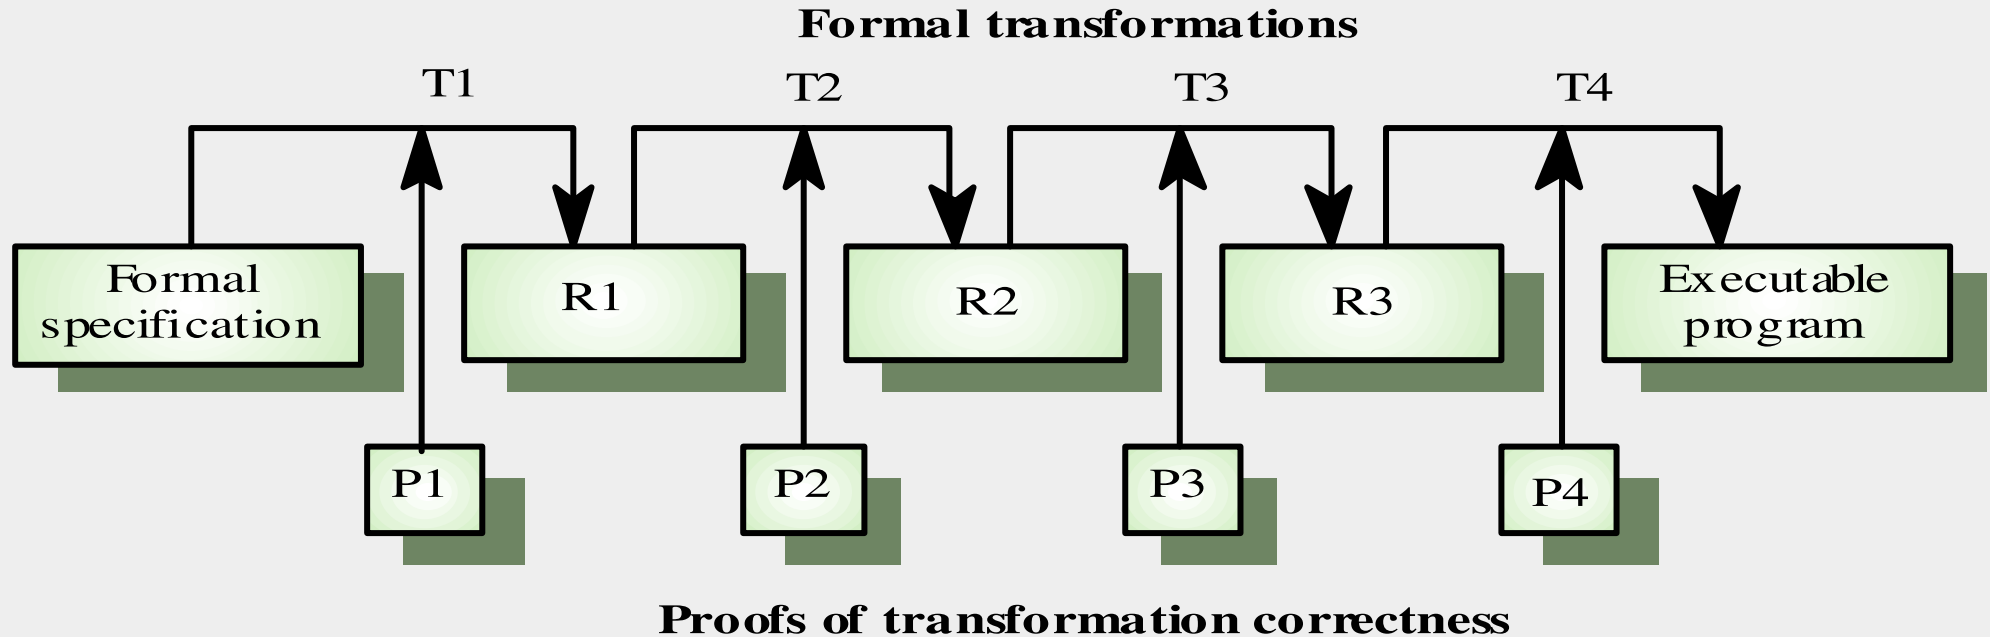 Formal transformations
T1
T2
T3
T4
Formal
specification
R1
R2
R3
Executable
program
P1
P2
P3
P4
Proofs of transformation correctness